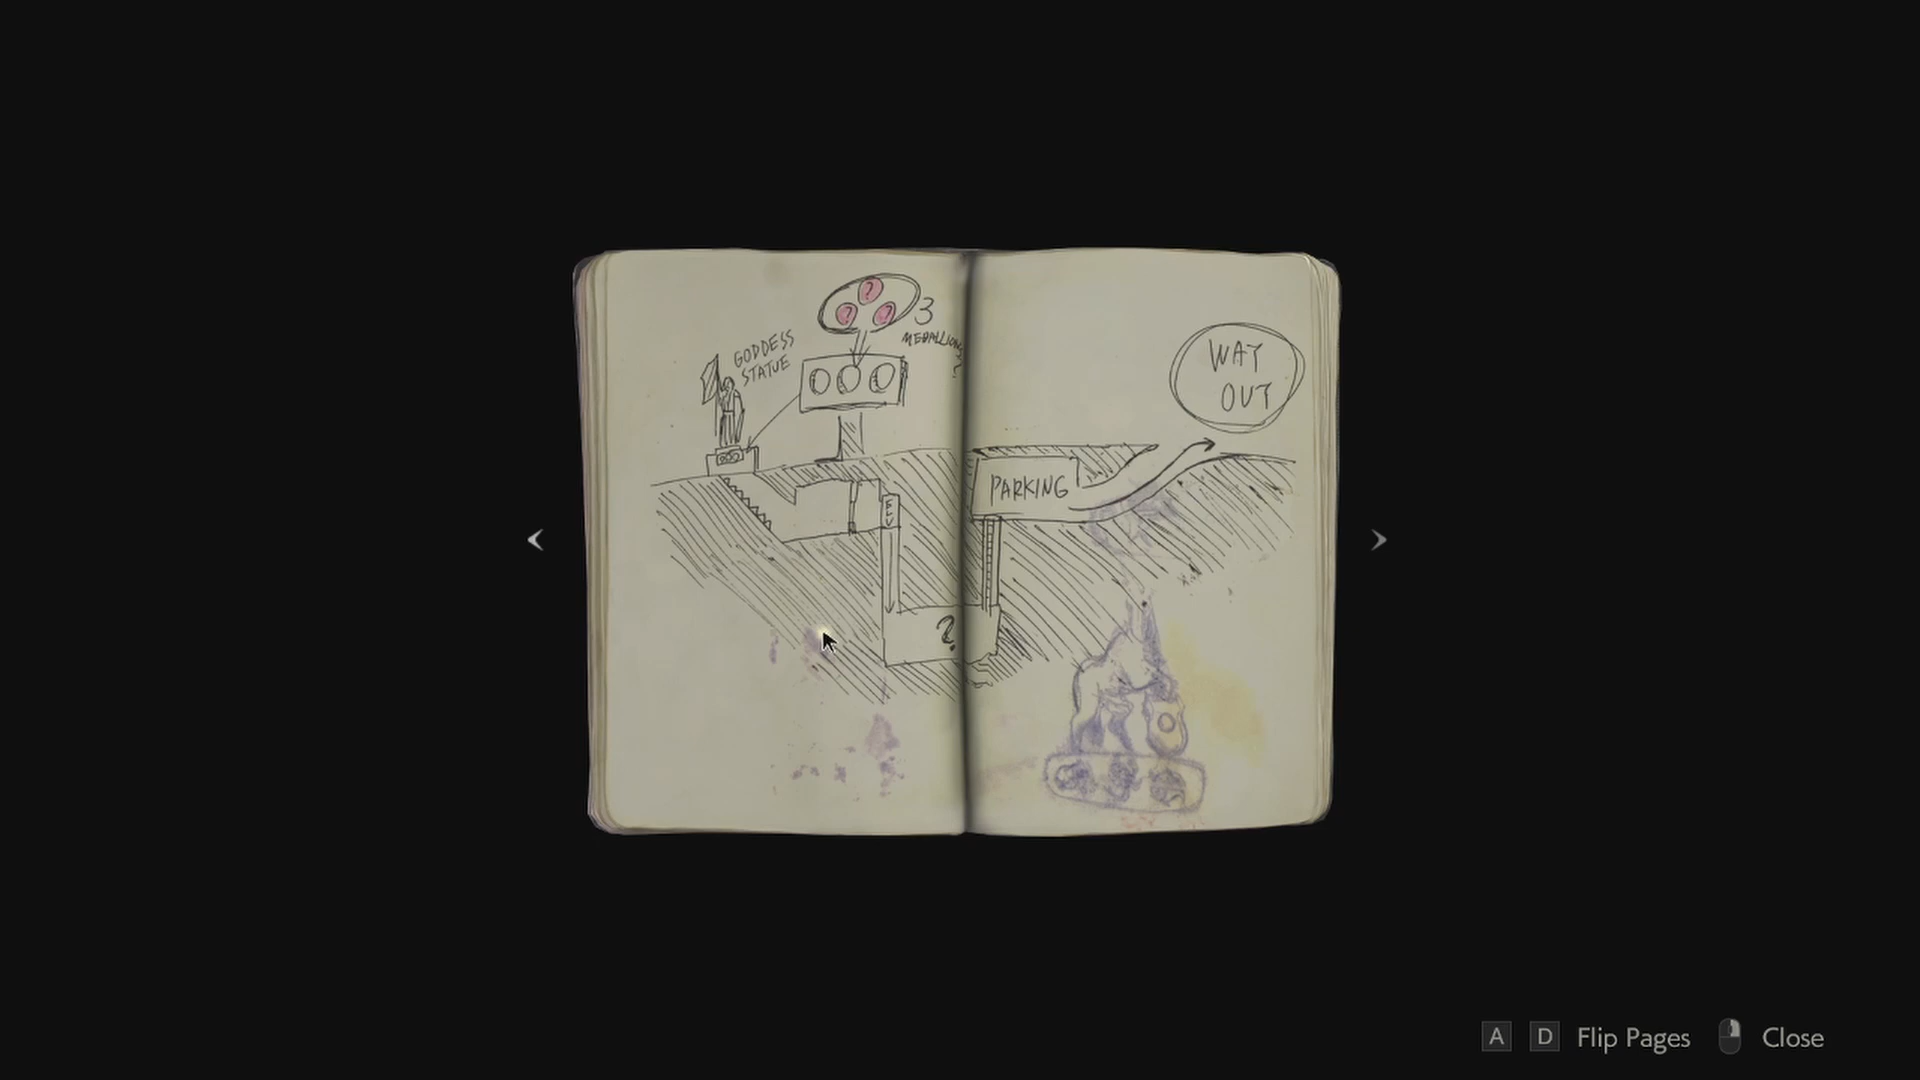 ? ? ?
3
MEDALLIONS
?
GODDESS
STATUE
WAY
OUT
PARKING
ELV
?
A D Flip Pages Close